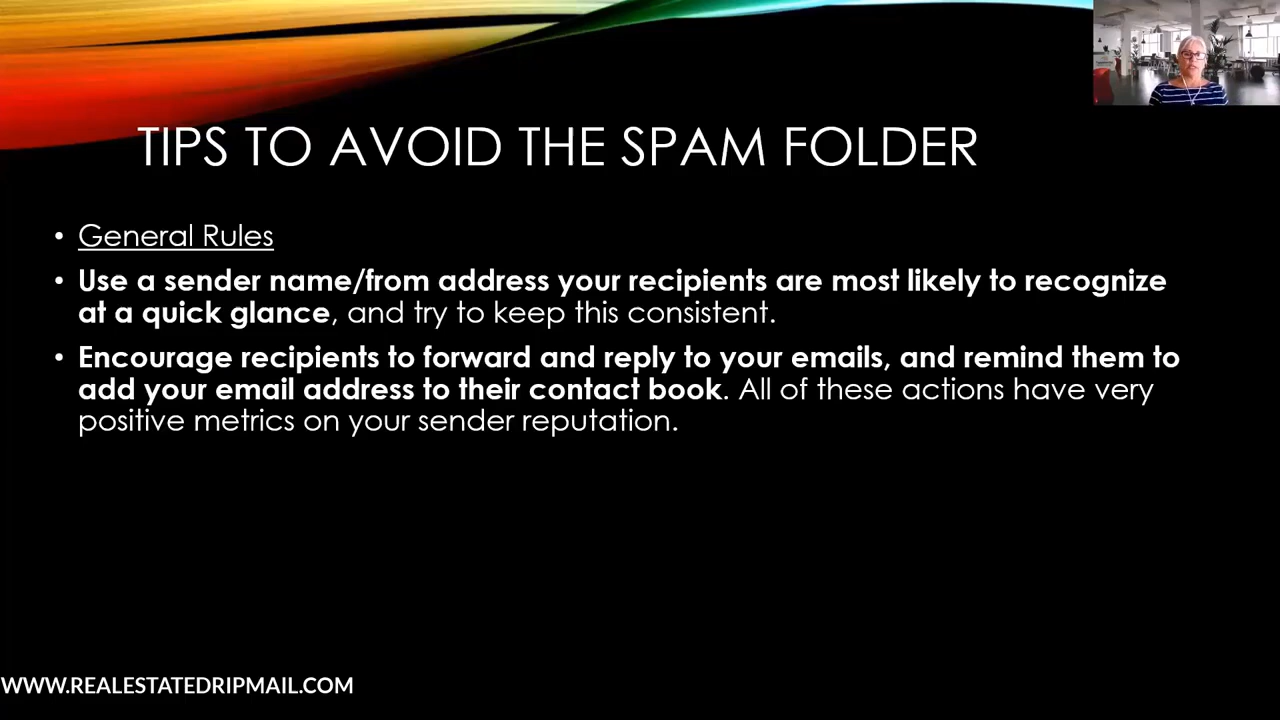 TIPS TO AVOID THE SPAM FOLDER
• General Rules
• Use a sender name/from address your recipients are most likely to recognize
at a quick glance, and try to keep this consistent.
• Encourage recipients to forward and reply to your emails, and remind them to
add your email address to their contact book. All of these actions have very
positive metrics on your sender reputation.
WWW.REALESTATEDRIPMAIL.COM